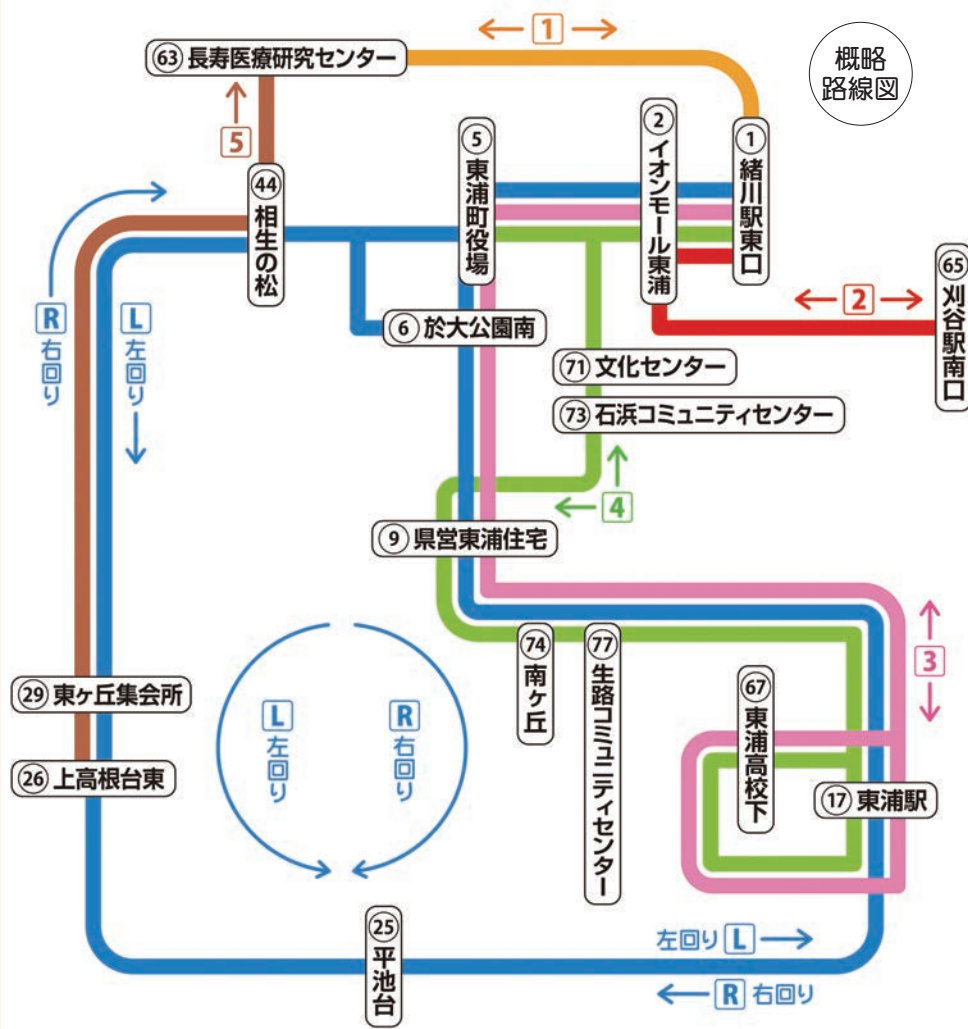 1
概略
路線図
63 長寿医療研究センター
5
44 相生の松
5 東浦町役場
2 イオンモール東浦
1 緒川駅東口
65 刈谷駅南口
2
R 右回り
L 左回り
6 於大公園南
71 文化センター
73 石浜コミュニティセンター
4
9 県営東浦住宅
3
74 南ヶ丘
77 生路コミュニティセンター
67 東浦高校下
17 東浦駅
29 東ヶ丘集会所
26 上高根台東
L 左回り
R 右回り
25 平池台
左回り L
R 右回り